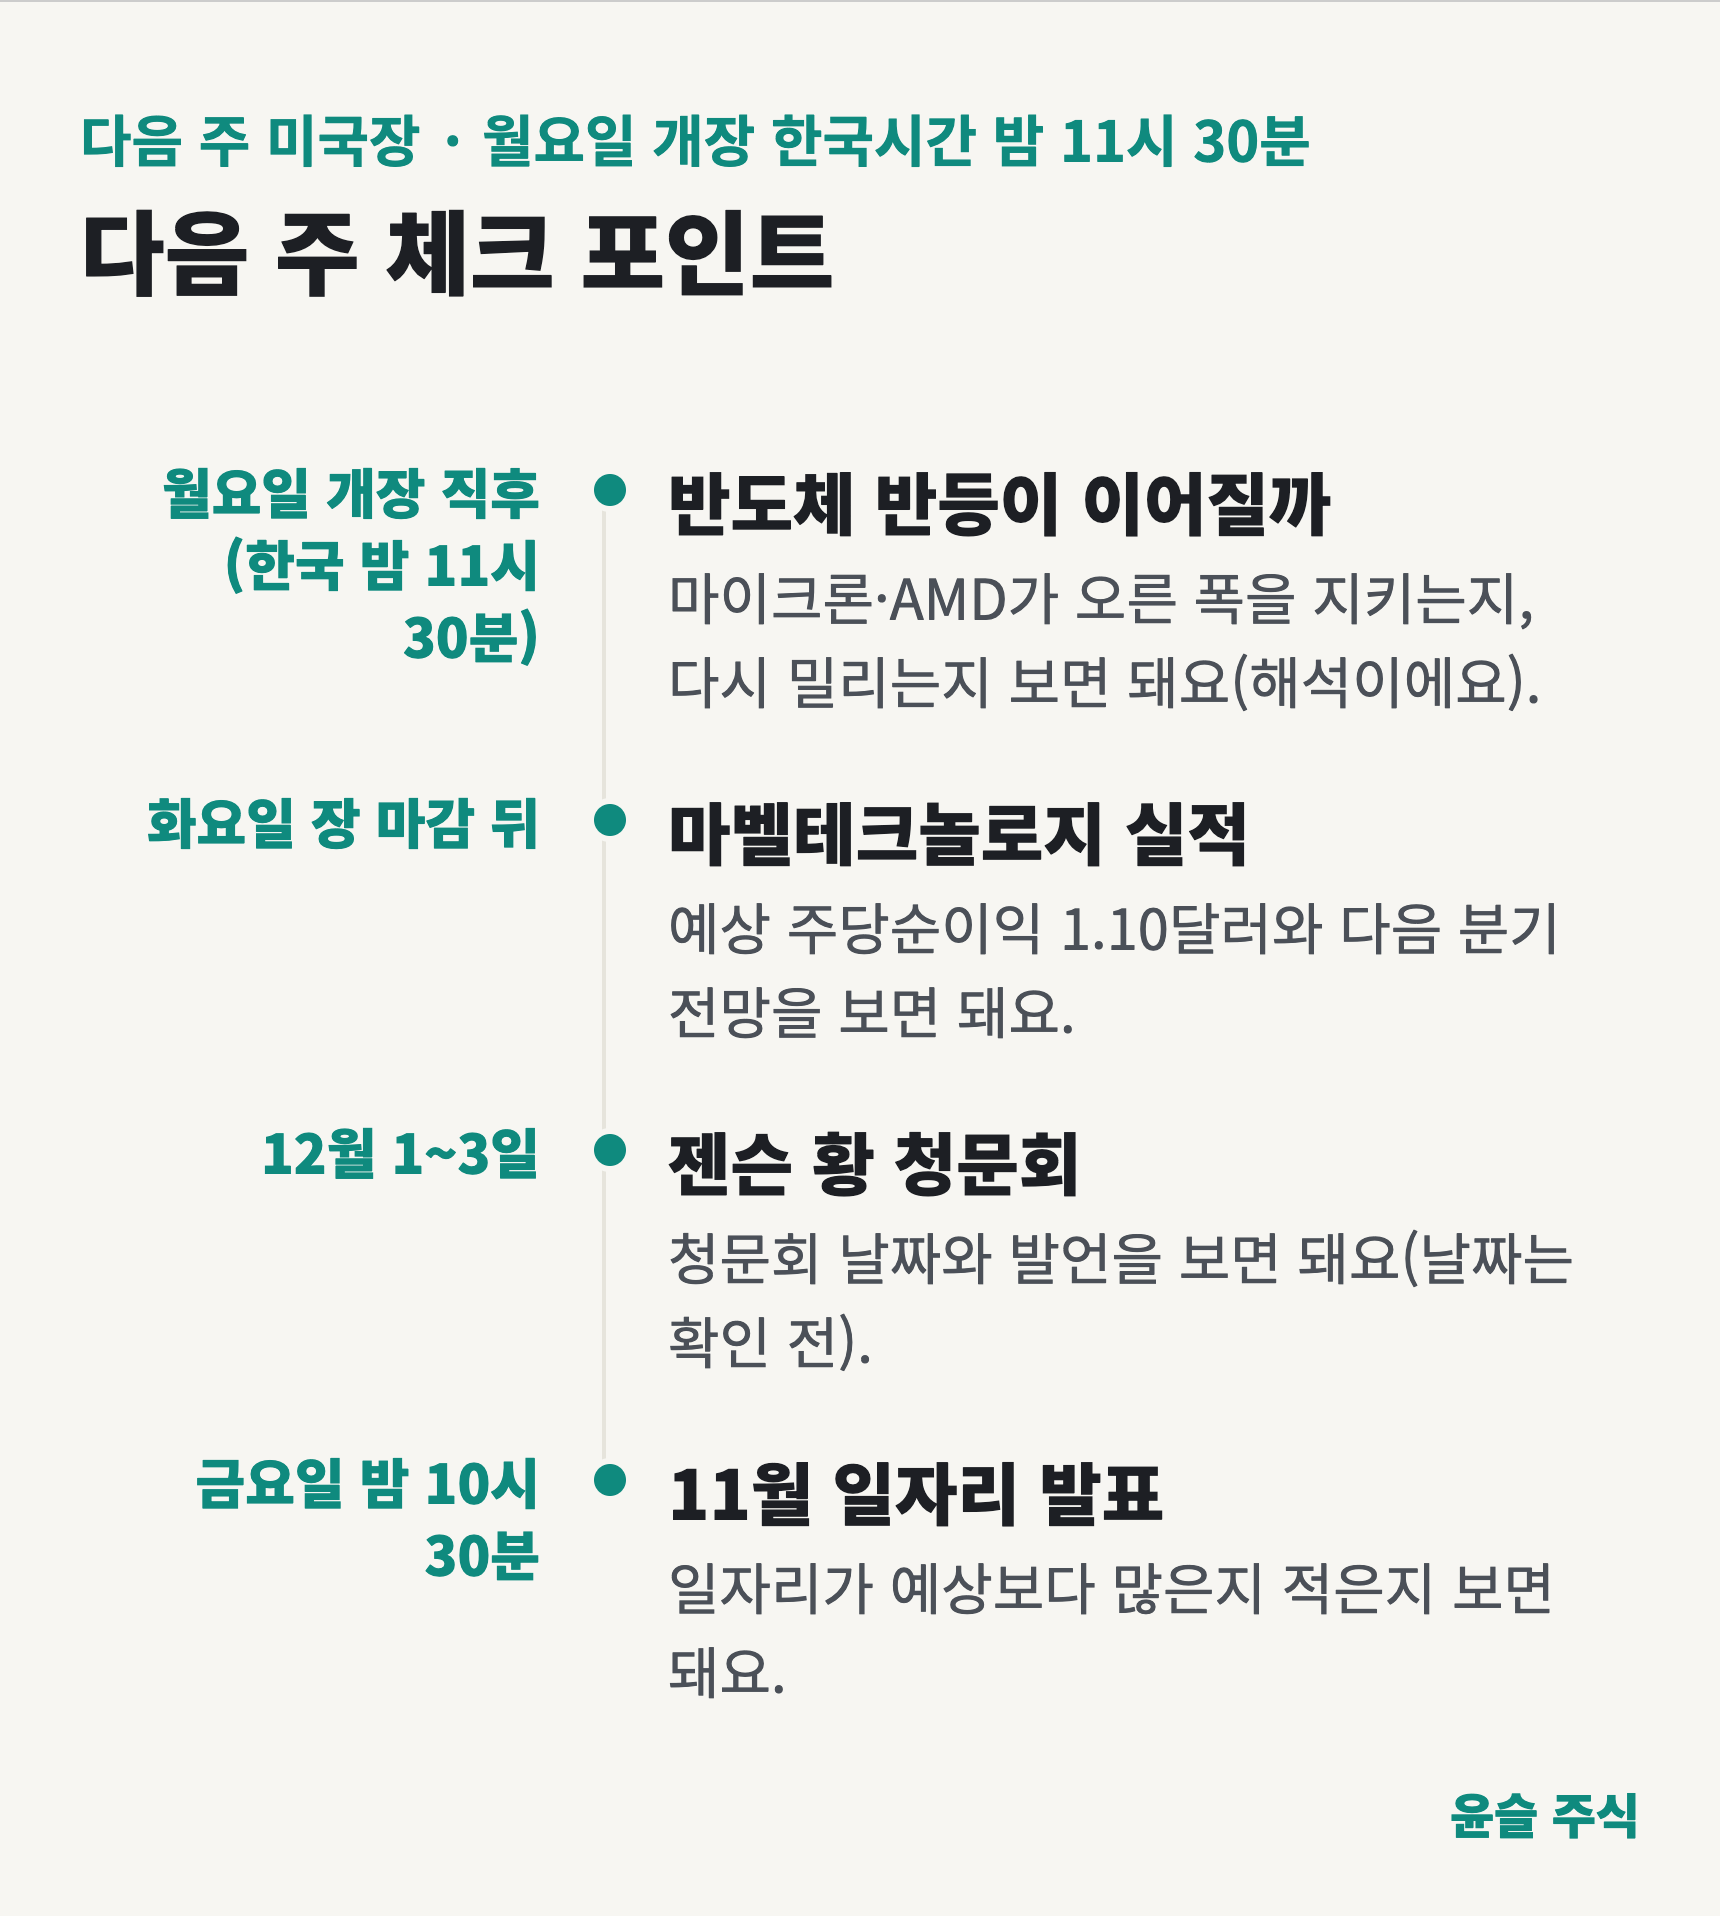 다음 주 미국장 · 월요일 개장 한국시간 밤 11시 30분
다음 주 체크 포인트
월요일 개장 직후
(한국 밤 11시
30분)
반도체 반등이 이어질까
마이크론·AMD가 오른 폭을 지키는지,
다시 밀리는지 보면 돼요(해석이에요).
화요일 장 마감 뒤
마벨테크놀로지 실적
예상 주당순이익 1.10달러와 다음 분기
전망을 보면 돼요.
12월 1~3일
젠슨 황 청문회
청문회 날짜와 발언을 보면 돼요(날짜는
확인 전).
금요일 밤 10시
30분
11월 일자리 발표
일자리가 예상보다 많은지 적은지 보면
돼요.
윤슬 주식